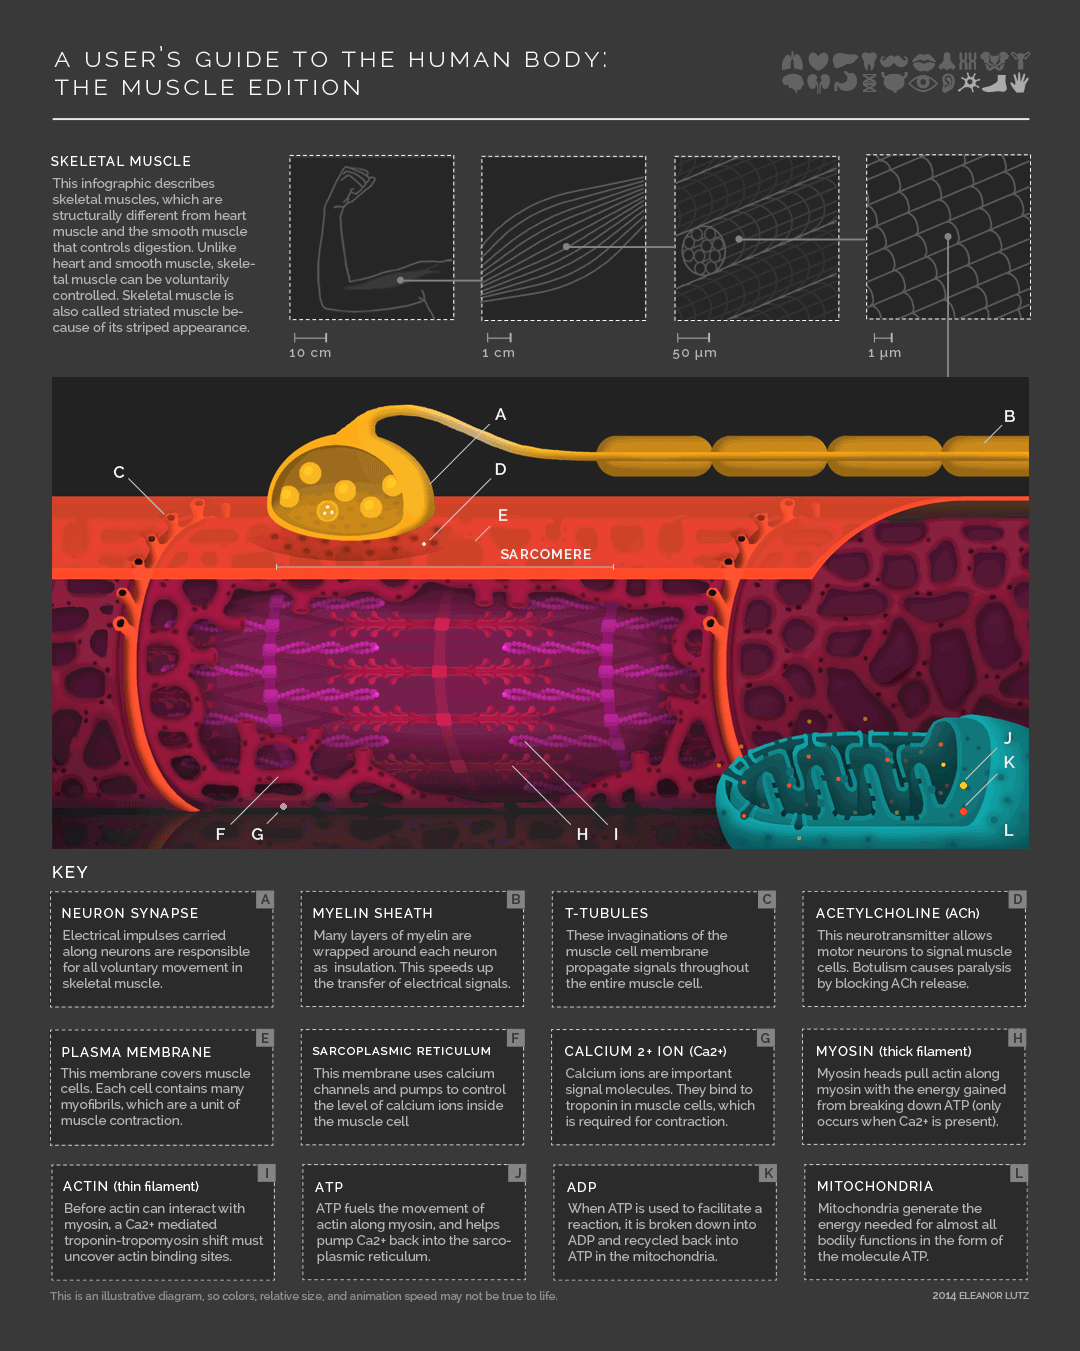 A USER'S GUIDE TO THE HUMAN BODY:
THE MUSCLE EDITION
SKELETAL MUSCLE
This infographic describes
skeletal muscles, which are
structurally different from heart
muscle and the smooth muscle
that controls digestion. Unlike
heart and smooth muscle, skele-
tal muscle can be voluntarily
controlled. Skeletal muscle is
also called striated muscle be-
cause of its striped appearance.
10 cm
1 cm
50 µm
1 µm
A
B
C
D
E
SARCOMERE
J
K
F
G
H
I
L
KEY
A
NEURON SYNAPSE
Electrical impulses carried
along neurons are responsible
for all voluntary movement in
skeletal muscle.
B
MYELIN SHEATH
Many layers of myelin are
wrapped around each neuron
as insulation. This speeds up
the transfer of electrical signals.
C
T-TUBULES
These invaginations of the
muscle cell membrane
propagate signals throughout
the entire muscle cell.
D
ACETYLCHOLINE (ACh)
This neurotransmitter allows
motor neurons to signal muscle
cells. Botulism causes paralysis
by blocking ACh release.
E
PLASMA MEMBRANE
This membrane covers muscle
cells. Each cell contains many
myofibrils, which are a unit of
muscle contraction.
F
SARCOPLASMIC RETICULUM
This membrane uses calcium
channels and pumps to control
the level of calcium ions inside
the muscle cell
G
CALCIUM 2+ ION (Ca2+)
Calcium ions are important
signal molecules. They bind to
troponin in muscle cells, which
is required for contraction.
H
MYOSIN (thick filament)
Myosin heads pull actin along
myosin with the energy gained
from breaking down ATP (only
occurs when Ca2+ is present).
I
ACTIN (thin filament)
Before actin can interact with
myosin, a Ca2+ mediated
troponin-tropomyosin shift must
uncover actin binding sites.
J
ATP
ATP fuels the movement of
actin along myosin, and helps
pump Ca2+ back into the sarco-
plasmic reticulum.
K
ADP
When ATP is used to facilitate a
reaction, it is broken down into
ADP and recycled back into
ATP in the mitochondria.
L
MITOCHONDRIA
Mitochondria generate the
energy needed for almost all
bodily functions in the form of
the molecule ATP.
This is an illustrative diagram, so colors, relative size, and animation speed may not be true to life.
2014 ELEANOR LUTZ